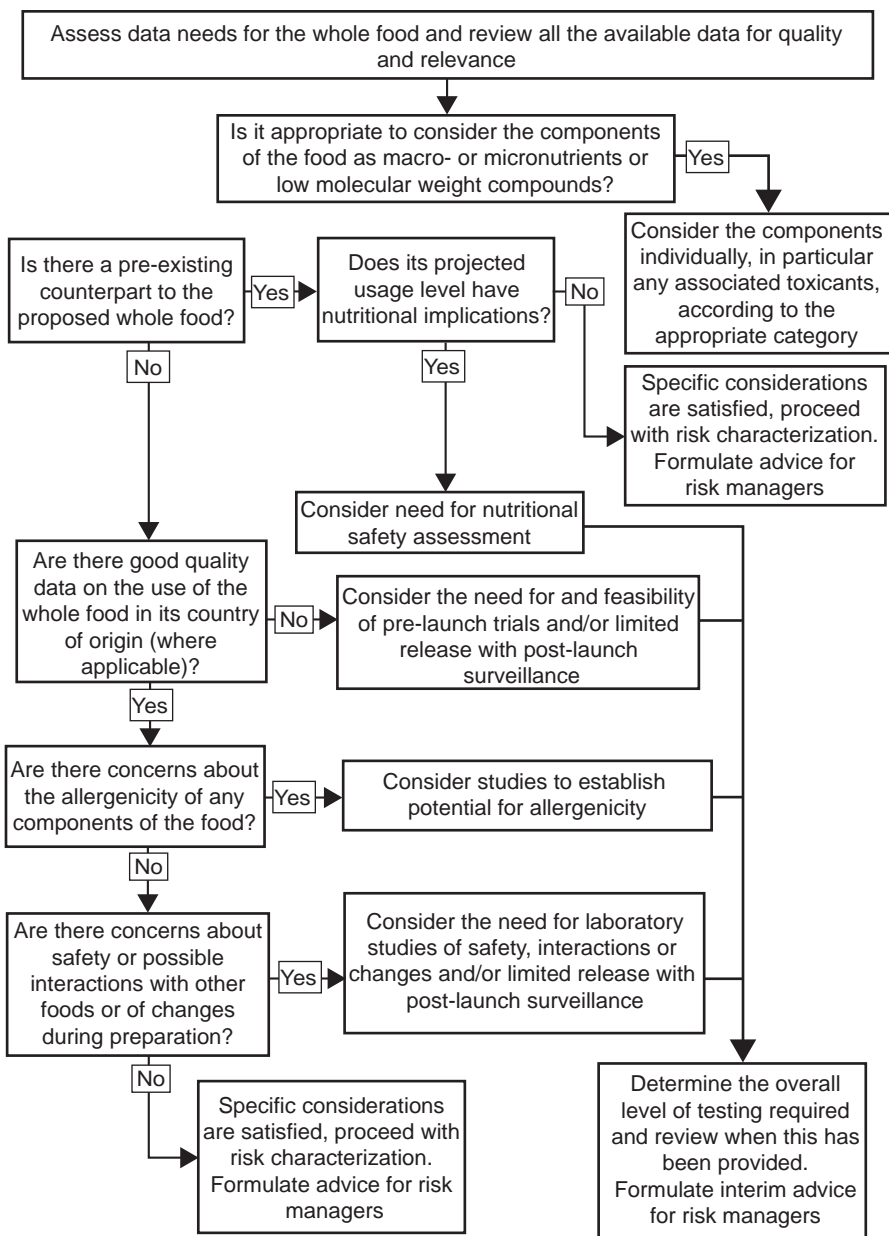 Assess data needs for the whole food and review all the available data for quality
and relevance
Is it appropriate to consider the components
of the food as macro- or micronutrients or
low molecular weight compounds?
Yes
Consider the components
individually, in particular
any associated toxicants,
according to the
appropriate category
Is there a pre-existing
counterpart to the
proposed whole food?
Yes
Does its projected
usage level have
nutritional implications?
No
No
Yes
Specific considerations
are satisfied, proceed
with risk characterization.
Formulate advice for
risk managers
Consider need for nutritional
safety assessment
Are there good quality
data on the use of the
whole food in its country
of origin (where
applicable)?
No
Consider the need for and feasibility
of pre-launch trials and/or limited
release with post-launch
surveillance
Yes
Are there concerns about
the allergenicity of any
components of the food?
Yes
Consider studies to establish
potential for allergenicity
No
Are there concerns about
safety or possible
interactions with other
foods or of changes
during preparation?
Yes
Consider the need for laboratory
studies of safety, interactions or
changes and/or limited release with
post-launch surveillance
No
Specific considerations
are satisfied, proceed with
risk characterization.
Formulate advice for risk
managers
Determine the overall
level of testing required
and review when this has
been provided.
Formulate interim advice
for risk managers